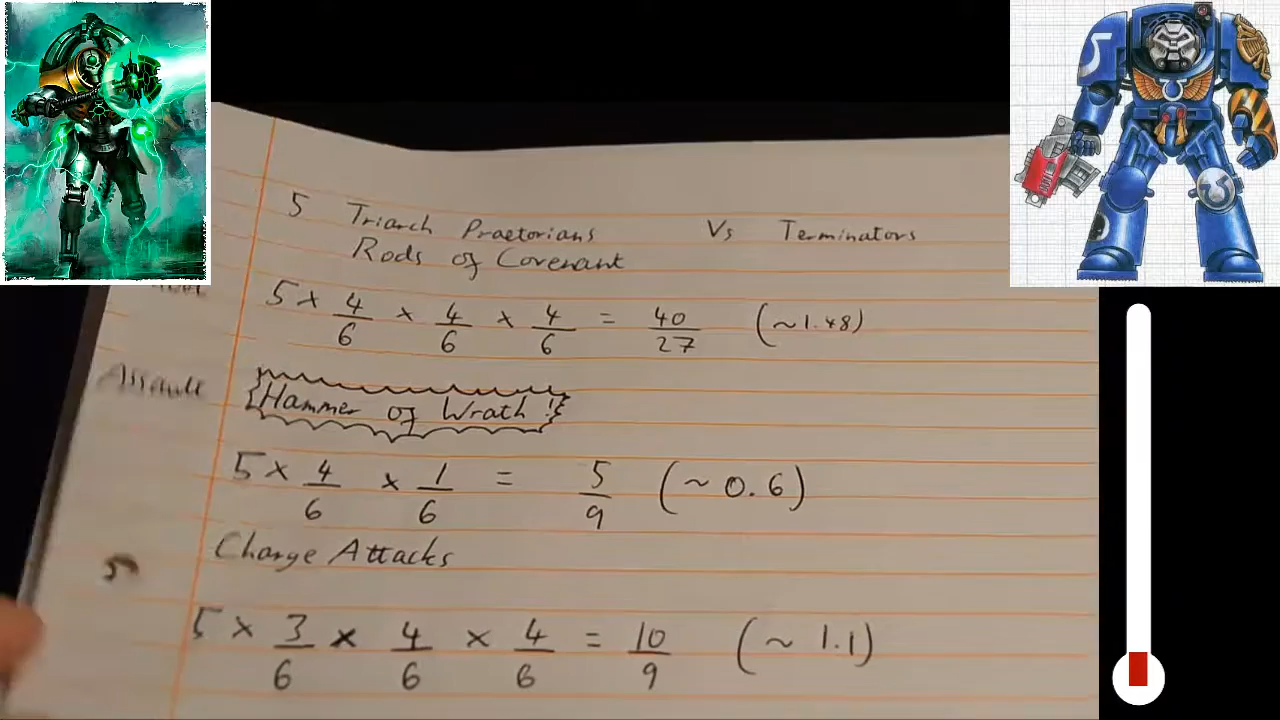 5 Triarch Praetorians Vs Terminators
Rods of Covenant
5 × 4/6 × 4/6 × 4/6 = 40/27 (~1.48)
Assault
Hammer of Wrath!
5 × 4/6 × 1/6 = 5/9 (~0.6)
Charge Attacks
5 × 3/6 × 4/6 × 4/6 = 10/9 (~1.1)